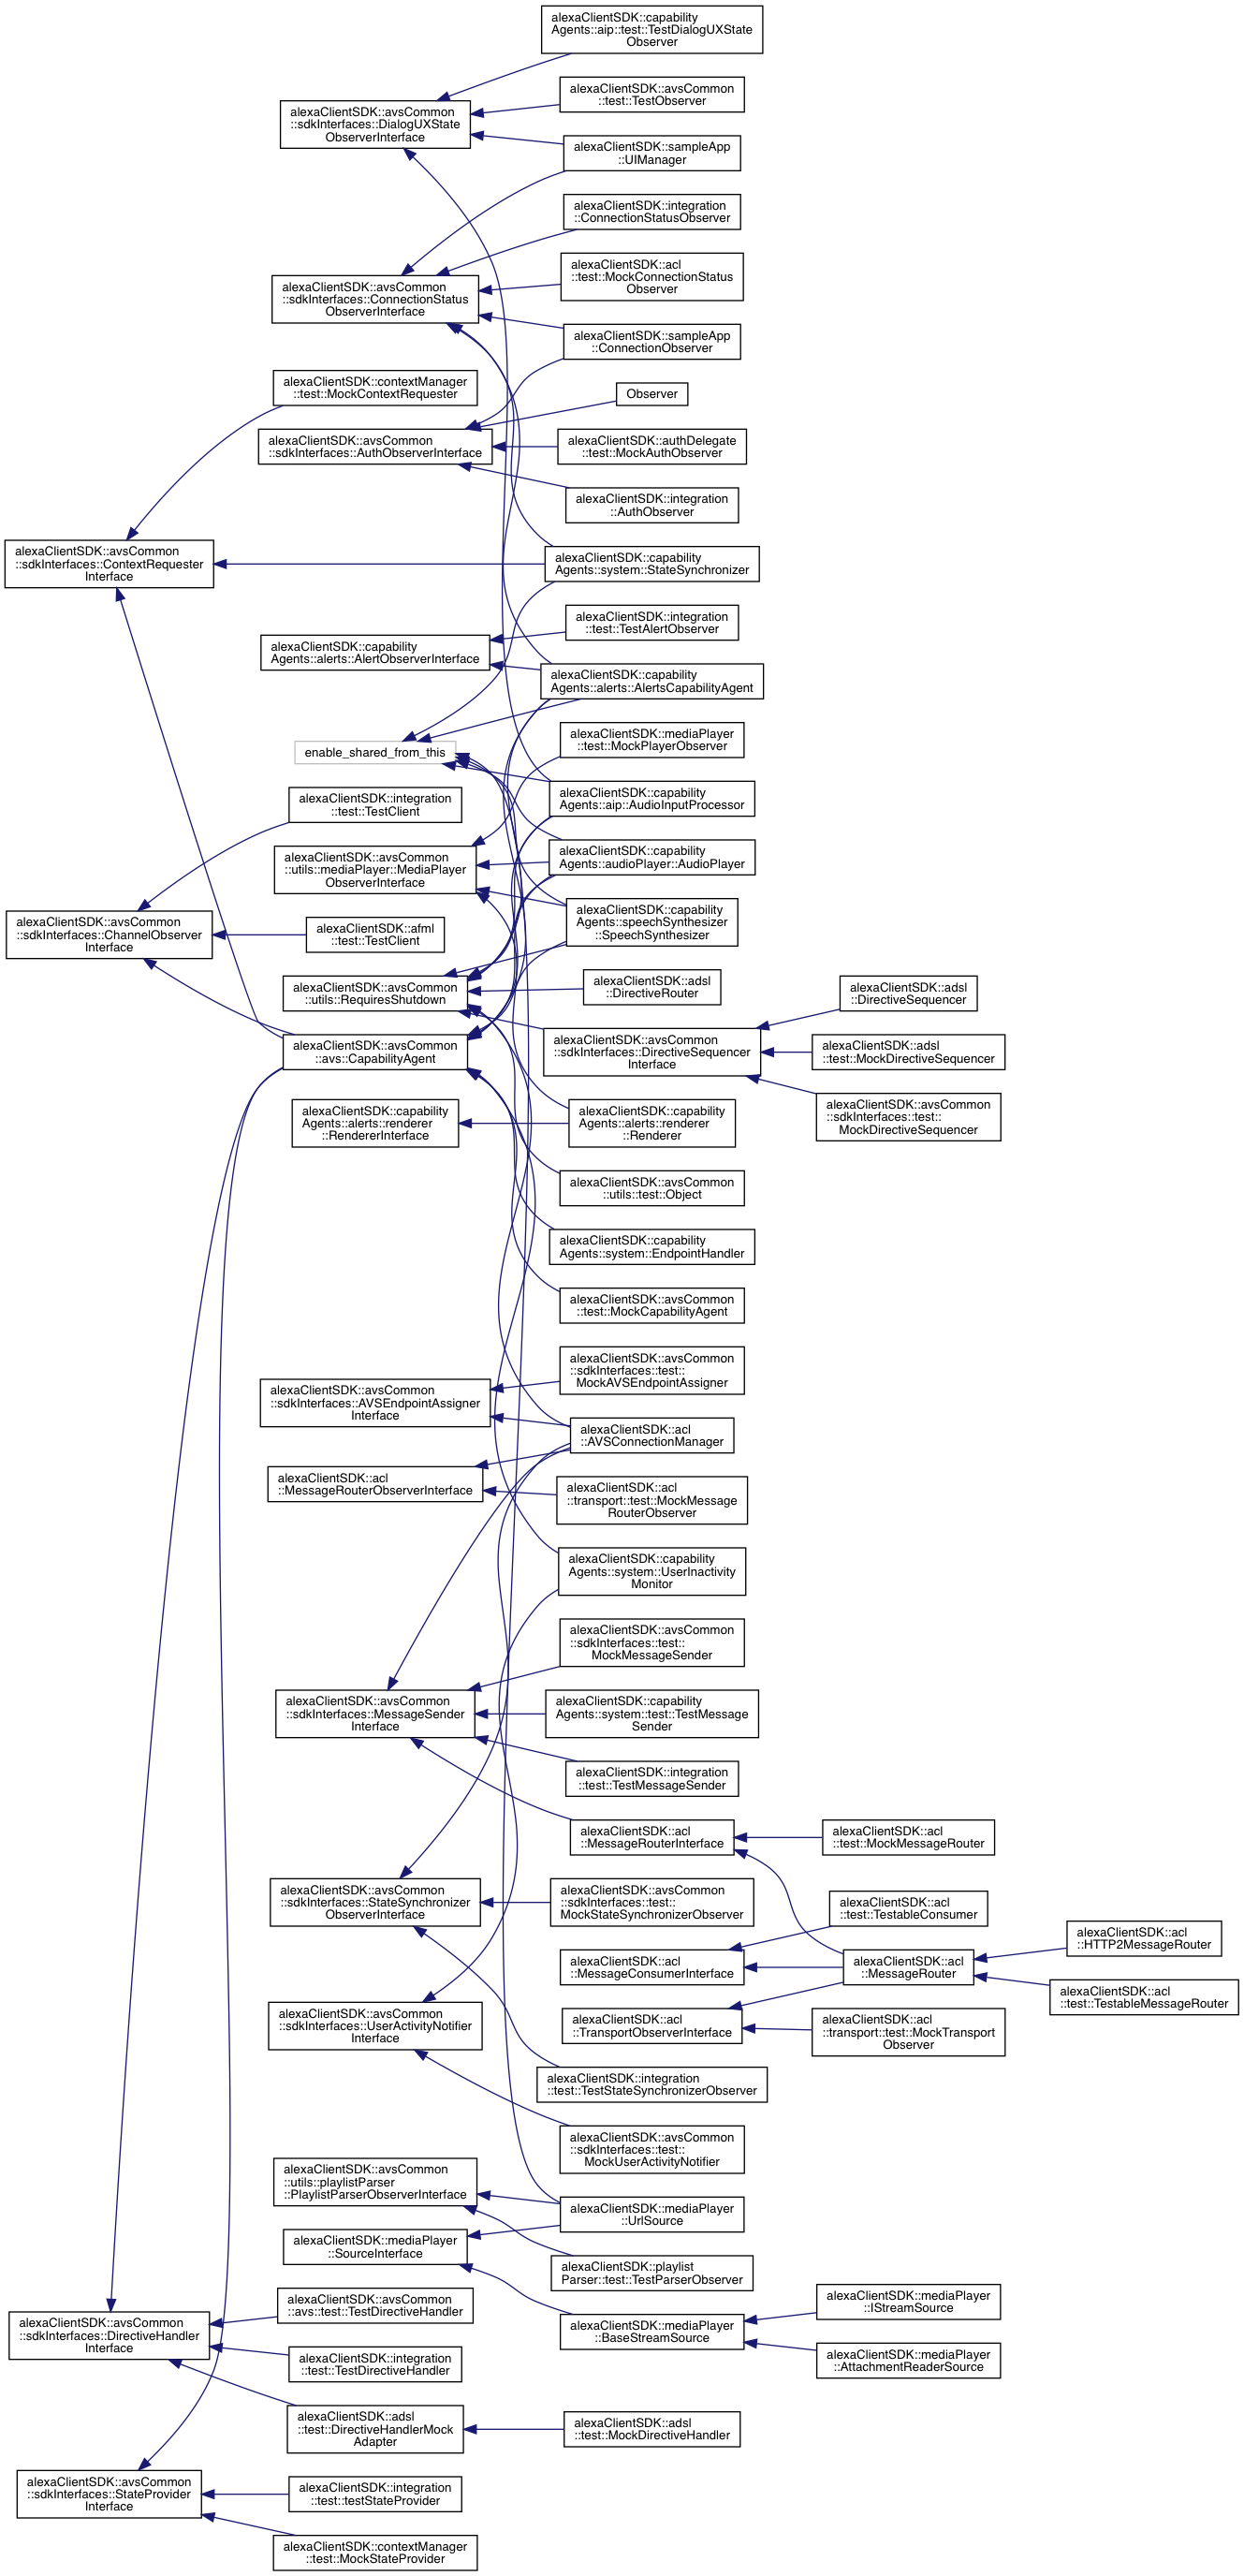 alexaClientSDK::capability
Agents::aip::test::TestDialogUXState
Observer
alexaClientSDK::avsCommon
::test::TestObserver
alexaClientSDK::avsCommon
::sdkInterfaces::DialogUXState
ObserverInterface
alexaClientSDK::sampleApp
::UIManager
alexaClientSDK::integration
::ConnectionStatusObserver
alexaClientSDK::acl
::test::MockConnectionStatus
Observer
alexaClientSDK::avsCommon
::sdkInterfaces::ConnectionStatus
ObserverInterface
alexaClientSDK::sampleApp
::ConnectionObserver
alexaClientSDK::contextManager
::test::MockContextRequester
Observer
alexaClientSDK::avsCommon
::sdkInterfaces::AuthObserverInterface
alexaClientSDK::authDelegate
::test::MockAuthObserver
alexaClientSDK::integration
::AuthObserver
alexaClientSDK::avsCommon
::sdkInterfaces::ContextRequester
Interface
alexaClientSDK::capability
Agents::system::StateSynchronizer
alexaClientSDK::integration
::test::TestAlertObserver
alexaClientSDK::capability
Agents::alerts::AlertObserverInterface
alexaClientSDK::capability
Agents::alerts::AlertsCapabilityAgent
enable_shared_from_this
alexaClientSDK::mediaPlayer
::test::MockPlayerObserver
alexaClientSDK::integration
::test::TestClient
alexaClientSDK::capability
Agents::aip::AudioInputProcessor
alexaClientSDK::avsCommon
::utils::mediaPlayer::MediaPlayer
ObserverInterface
alexaClientSDK::capability
Agents::audioPlayer::AudioPlayer
alexaClientSDK::avsCommon
::sdkInterfaces::ChannelObserver
Interface
alexaClientSDK::afml
::test::TestClient
alexaClientSDK::capability
Agents::speechSynthesizer
::SpeechSynthesizer
alexaClientSDK::avsCommon
::utils::RequiresShutdown
alexaClientSDK::adsl
::DirectiveRouter
alexaClientSDK::adsl
::DirectiveSequencer
alexaClientSDK::avsCommon
::avs::CapabilityAgent
alexaClientSDK::avsCommon
::sdkInterfaces::DirectiveSequencer
Interface
alexaClientSDK::adsl
::test::MockDirectiveSequencer
alexaClientSDK::avsCommon
::sdkInterfaces::test::
MockDirectiveSequencer
alexaClientSDK::capability
Agents::alerts::renderer
::RendererInterface
alexaClientSDK::capability
Agents::alerts::renderer
::Renderer
alexaClientSDK::avsCommon
::utils::test::Object
alexaClientSDK::capability
Agents::system::EndpointHandler
alexaClientSDK::avsCommon
::test::MockCapabilityAgent
alexaClientSDK::avsCommon
::sdkInterfaces::test::
MockAVSEndpointAssigner
alexaClientSDK::avsCommon
::sdkInterfaces::AVSEndpointAssigner
Interface
alexaClientSDK::acl
::AVSConnectionManager
alexaClientSDK::acl
::MessageRouterObserverInterface
alexaClientSDK::acl
::transport::test::MockMessage
RouterObserver
alexaClientSDK::capability
Agents::system::UserInactivity
Monitor
alexaClientSDK::avsCommon
::sdkInterfaces::test::
MockMessageSender
alexaClientSDK::avsCommon
::sdkInterfaces::MessageSender
Interface
alexaClientSDK::capability
Agents::system::test::TestMessage
Sender
alexaClientSDK::integration
::test::TestMessageSender
alexaClientSDK::acl
::MessageRouterInterface
alexaClientSDK::acl
::test::MockMessageRouter
alexaClientSDK::avsCommon
::sdkInterfaces::StateSynchronizer
ObserverInterface
alexaClientSDK::avsCommon
::sdkInterfaces::test::
MockStateSynchronizerObserver
alexaClientSDK::acl
::test::TestableConsumer
alexaClientSDK::acl
::MessageConsumerInterface
alexaClientSDK::acl
::MessageRouter
alexaClientSDK::acl
::HTTP2MessageRouter
alexaClientSDK::acl
::test::TestableMessageRouter
alexaClientSDK::avsCommon
::sdkInterfaces::UserActivityNotifier
Interface
alexaClientSDK::acl
::TransportObserverInterface
alexaClientSDK::acl
::transport::test::MockTransport
Observer
alexaClientSDK::integration
::test::TestStateSynchronizerObserver
alexaClientSDK::avsCommon
::sdkInterfaces::test::
MockUserActivityNotifier
alexaClientSDK::avsCommon
::utils::playlistParser
::PlaylistParserObserverInterface
alexaClientSDK::mediaPlayer
::UrlSource
alexaClientSDK::mediaPlayer
::SourceInterface
alexaClientSDK::playlist
Parser::test::TestParserObserver
alexaClientSDK::avsCommon
::avs::test::TestDirectiveHandler
alexaClientSDK::mediaPlayer
::IStreamSource
alexaClientSDK::avsCommon
::sdkInterfaces::DirectiveHandler
Interface
alexaClientSDK::mediaPlayer
::BaseStreamSource
alexaClientSDK::integration
::test::TestDirectiveHandler
alexaClientSDK::mediaPlayer
::AttachmentReaderSource
alexaClientSDK::adsl
::test::DirectiveHandlerMock
Adapter
alexaClientSDK::adsl
::test::MockDirectiveHandler
alexaClientSDK::avsCommon
::sdkInterfaces::StateProvider
Interface
alexaClientSDK::integration
::test::testStateProvider
alexaClientSDK::contextManager
::test::MockStateProvider